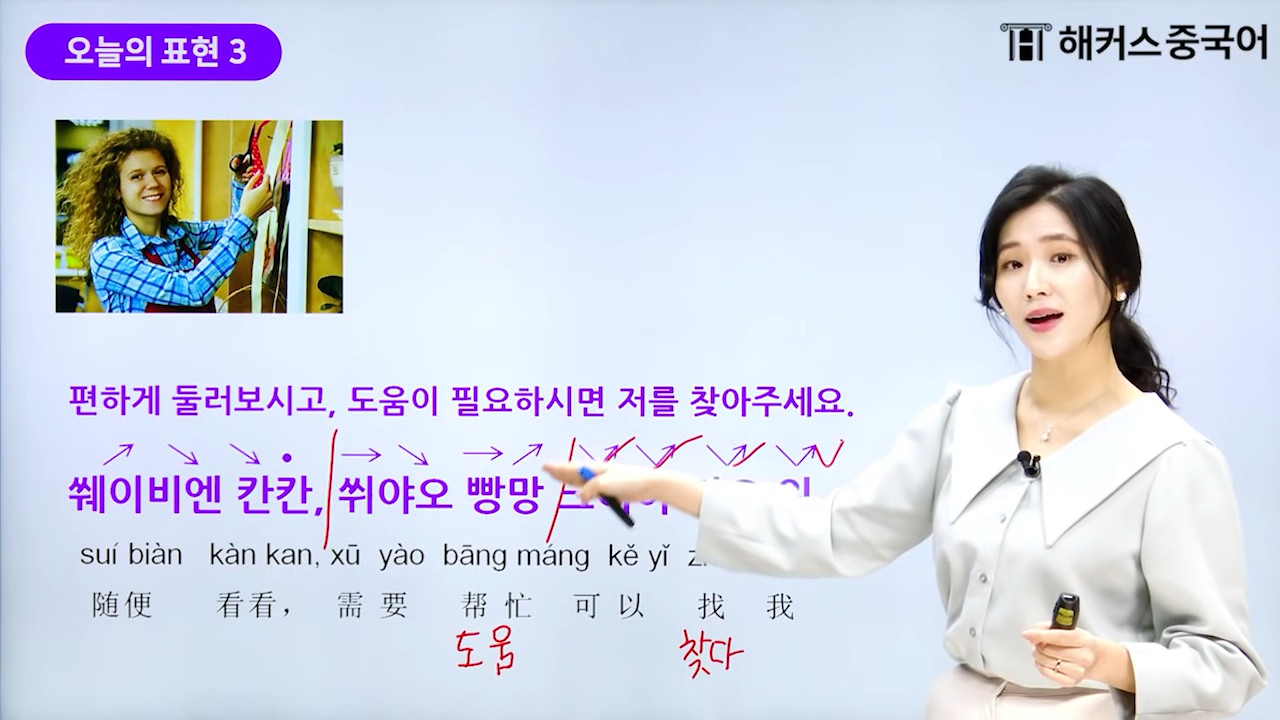 오늘의 표현 3
해커스중국어
편하게 둘러보시고, 도움이 필요하시면 저를 찾아주세요.
쒜이비엔 칸칸, 쒸야오 빵망
suí biàn kàn kan, xū yào bāng máng kě yǐ
随便 看看， 需要 帮忙 可以 找 我
도움 찾다